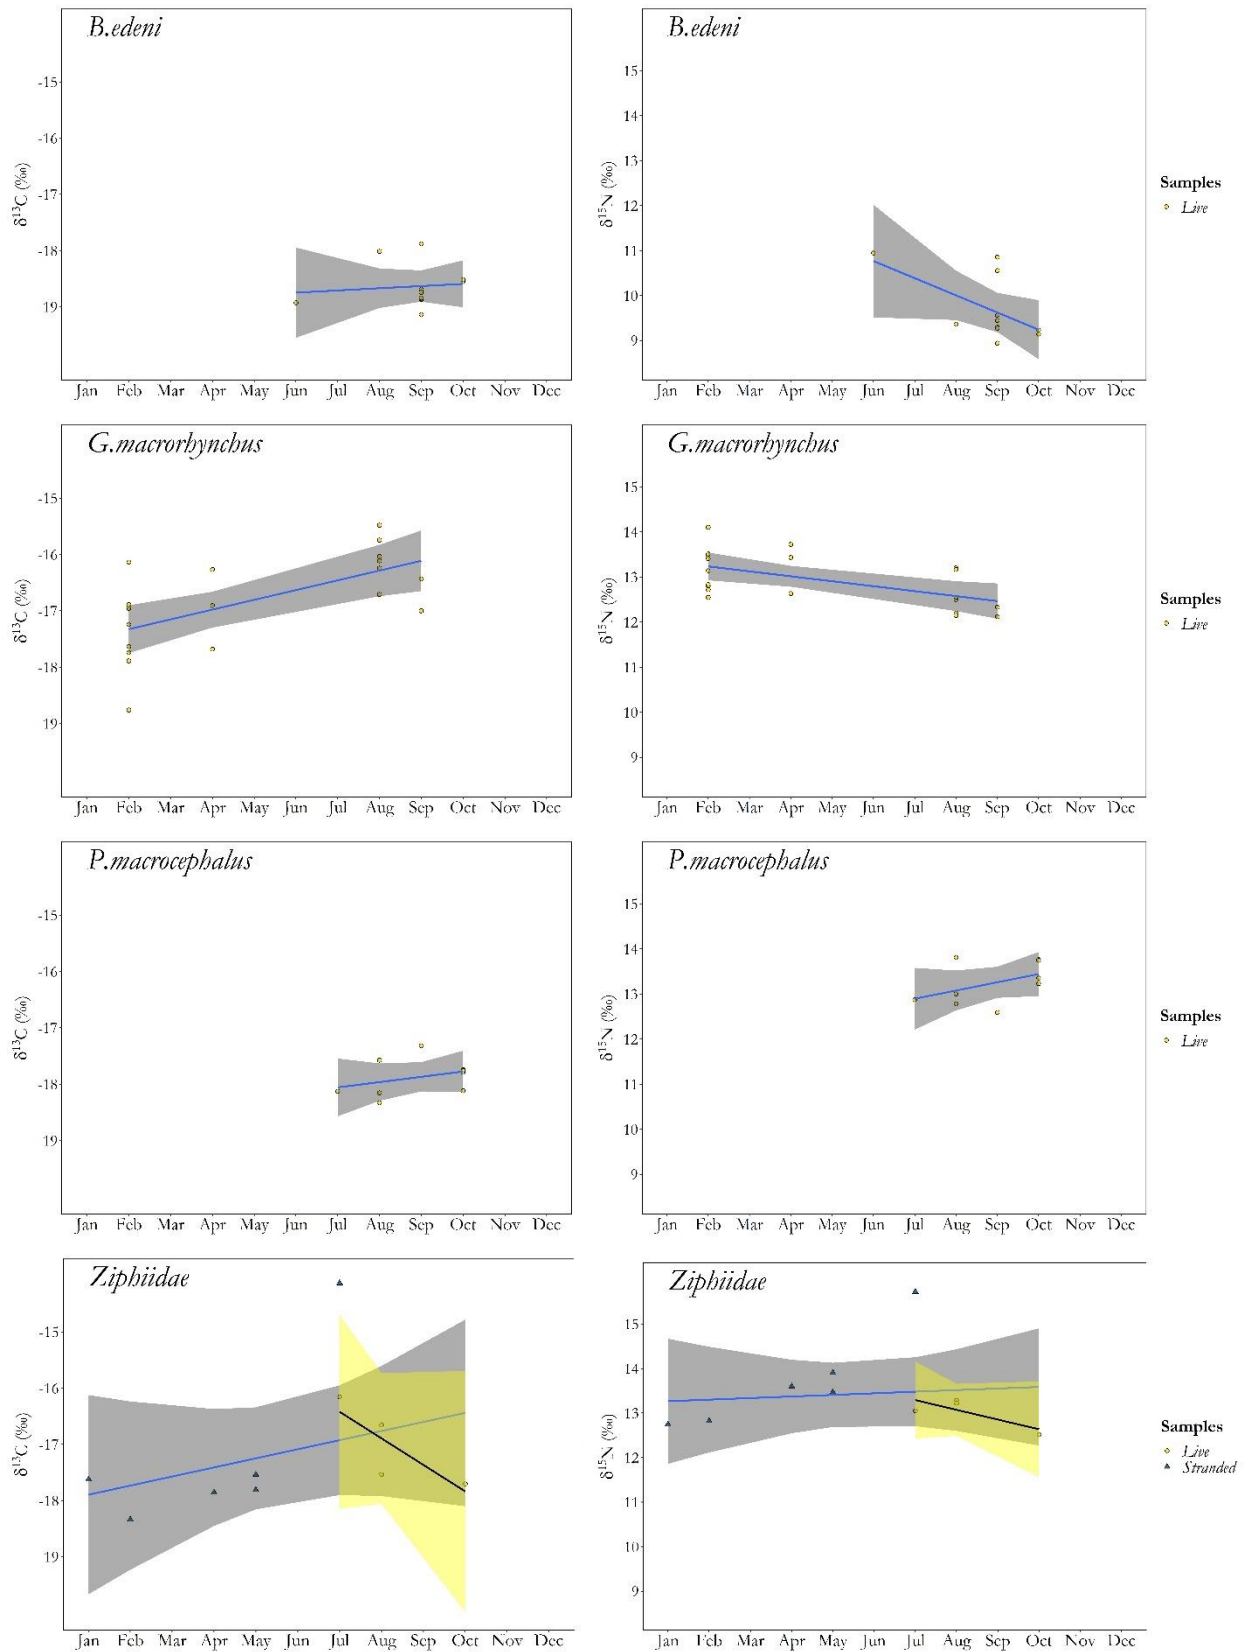 B.edeni
-15
-16
-17
-18
19
δ13C (‰)
Jan Feb Mar Apr May Jun Jul Aug Sep Oct Nov Dec
B.edeni
15
14
13
12
11
10
9
δ15N (‰)
Jan Feb Mar Apr May Jun Jul Aug Sep Oct Nov Dec
Samples
Live
G.macrorhynchus
-15
-16
-17
-18
19
δ13C (‰)
Jan Feb Mar Apr May Jun Jul Aug Sep Oct Nov Dec
G.macrorhynchus
15
14
13
12
11
10
9
δ15N (‰)
Jan Feb Mar Apr May Jun Jul Aug Sep Oct Nov Dec
Samples
Live
P.macrocephalus
-15
-16
-17
-18
19
δ13C (‰)
Jan Feb Mar Apr May Jun Jul Aug Sep Oct Nov Dec
P.macrocephalus
15
14
13
12
11
10
9
δ15N (‰)
Jan Feb Mar Apr May Jun Jul Aug Sep Oct Nov Dec
Samples
Live
Ziphiidae
-15
-16
-17
-18
19
δ13C (‰)
Jan Feb Mar Apr May Jun Jul Aug Sep Oct Nov Dec
Ziphiidae
15
14
13
12
11
10
9
δ15N (‰)
Jan Feb Mar Apr May Jun Jul Aug Sep Oct Nov Dec
Samples
Live
Stranded